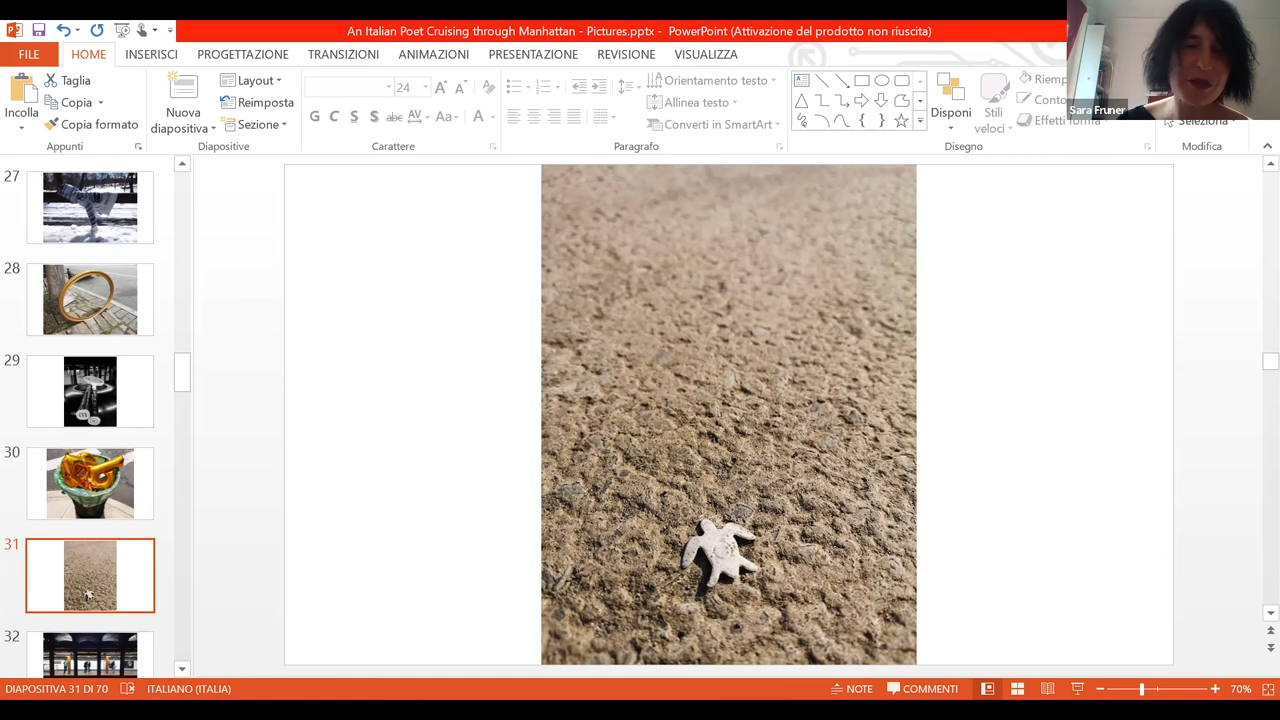 An Italian Poet Cruising through Manhattan - Pictures.pptx - PowerPoint (Attivazione del prodotto non riuscita)
FILE HOME INSERISCI PROGETTAZIONE TRANSIZIONI ANIMAZIONI PRESENTAZIONE REVISIONE VISUALIZZA
Incolla
Taglia
Copia
Copia formato
Appunti
Nuova
diapositiva
Layout
Reimposta
Sezione
Diapositive
24
G C S S abc AV Aa A
Carattere
Orientamento testo
Allinea testo
Converti in SmartArt
Paragrafo
Disponi
Stili
veloci
Effetti forma
Disegno
Seleziona
Modifica
Sara Fruner
27
28
29
30
31
32
DIAPOSITIVA 31 DI 70 ITALIANO (ITALIA) NOTE COMMENTI 70%